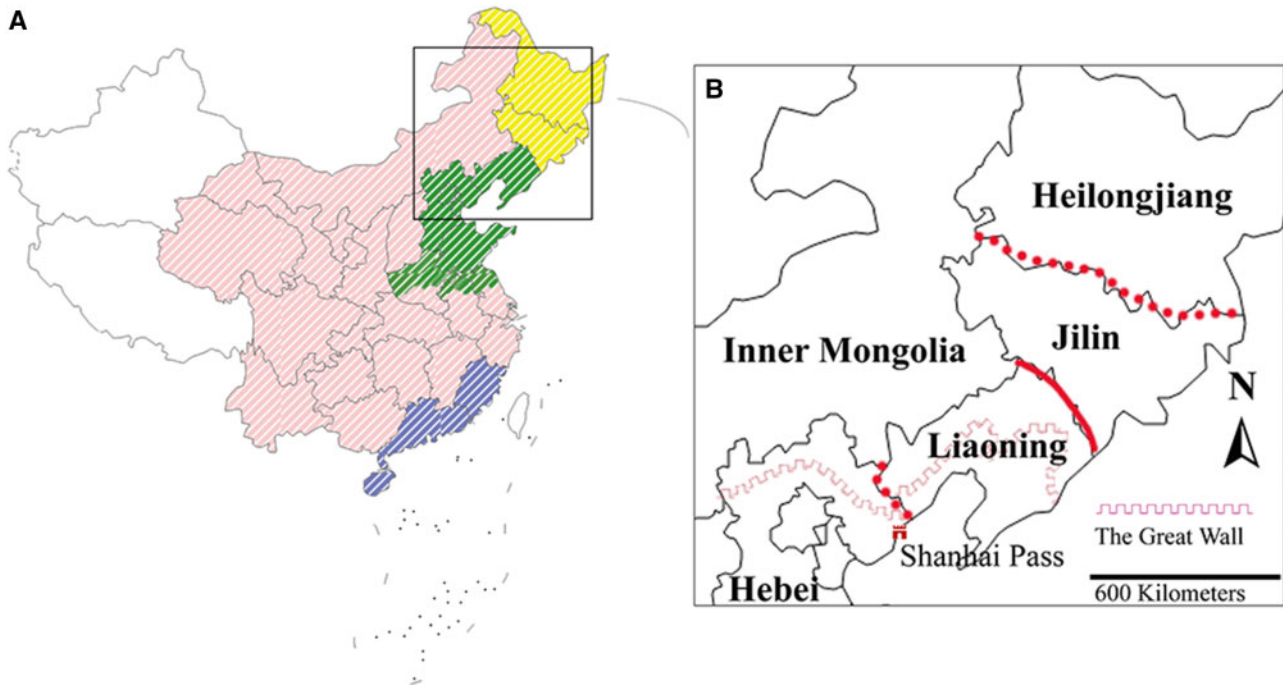 A
B
Heilongjiang
Jilin
Inner Mongolia
N
Liaoning
The Great Wall
Shanhai Pass
Hebei
600 Kilometers